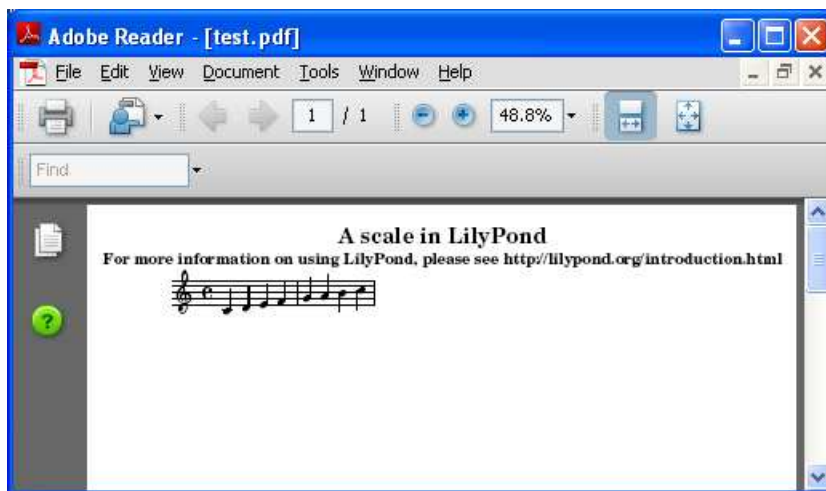 Adobe Reader - [test.pdf]
File Edit View Document Tools Window Help
1 / 1 48.8%
Find
A scale in LilyPond
For more information on using LilyPond, please see http://lilypond.org/introduction.html